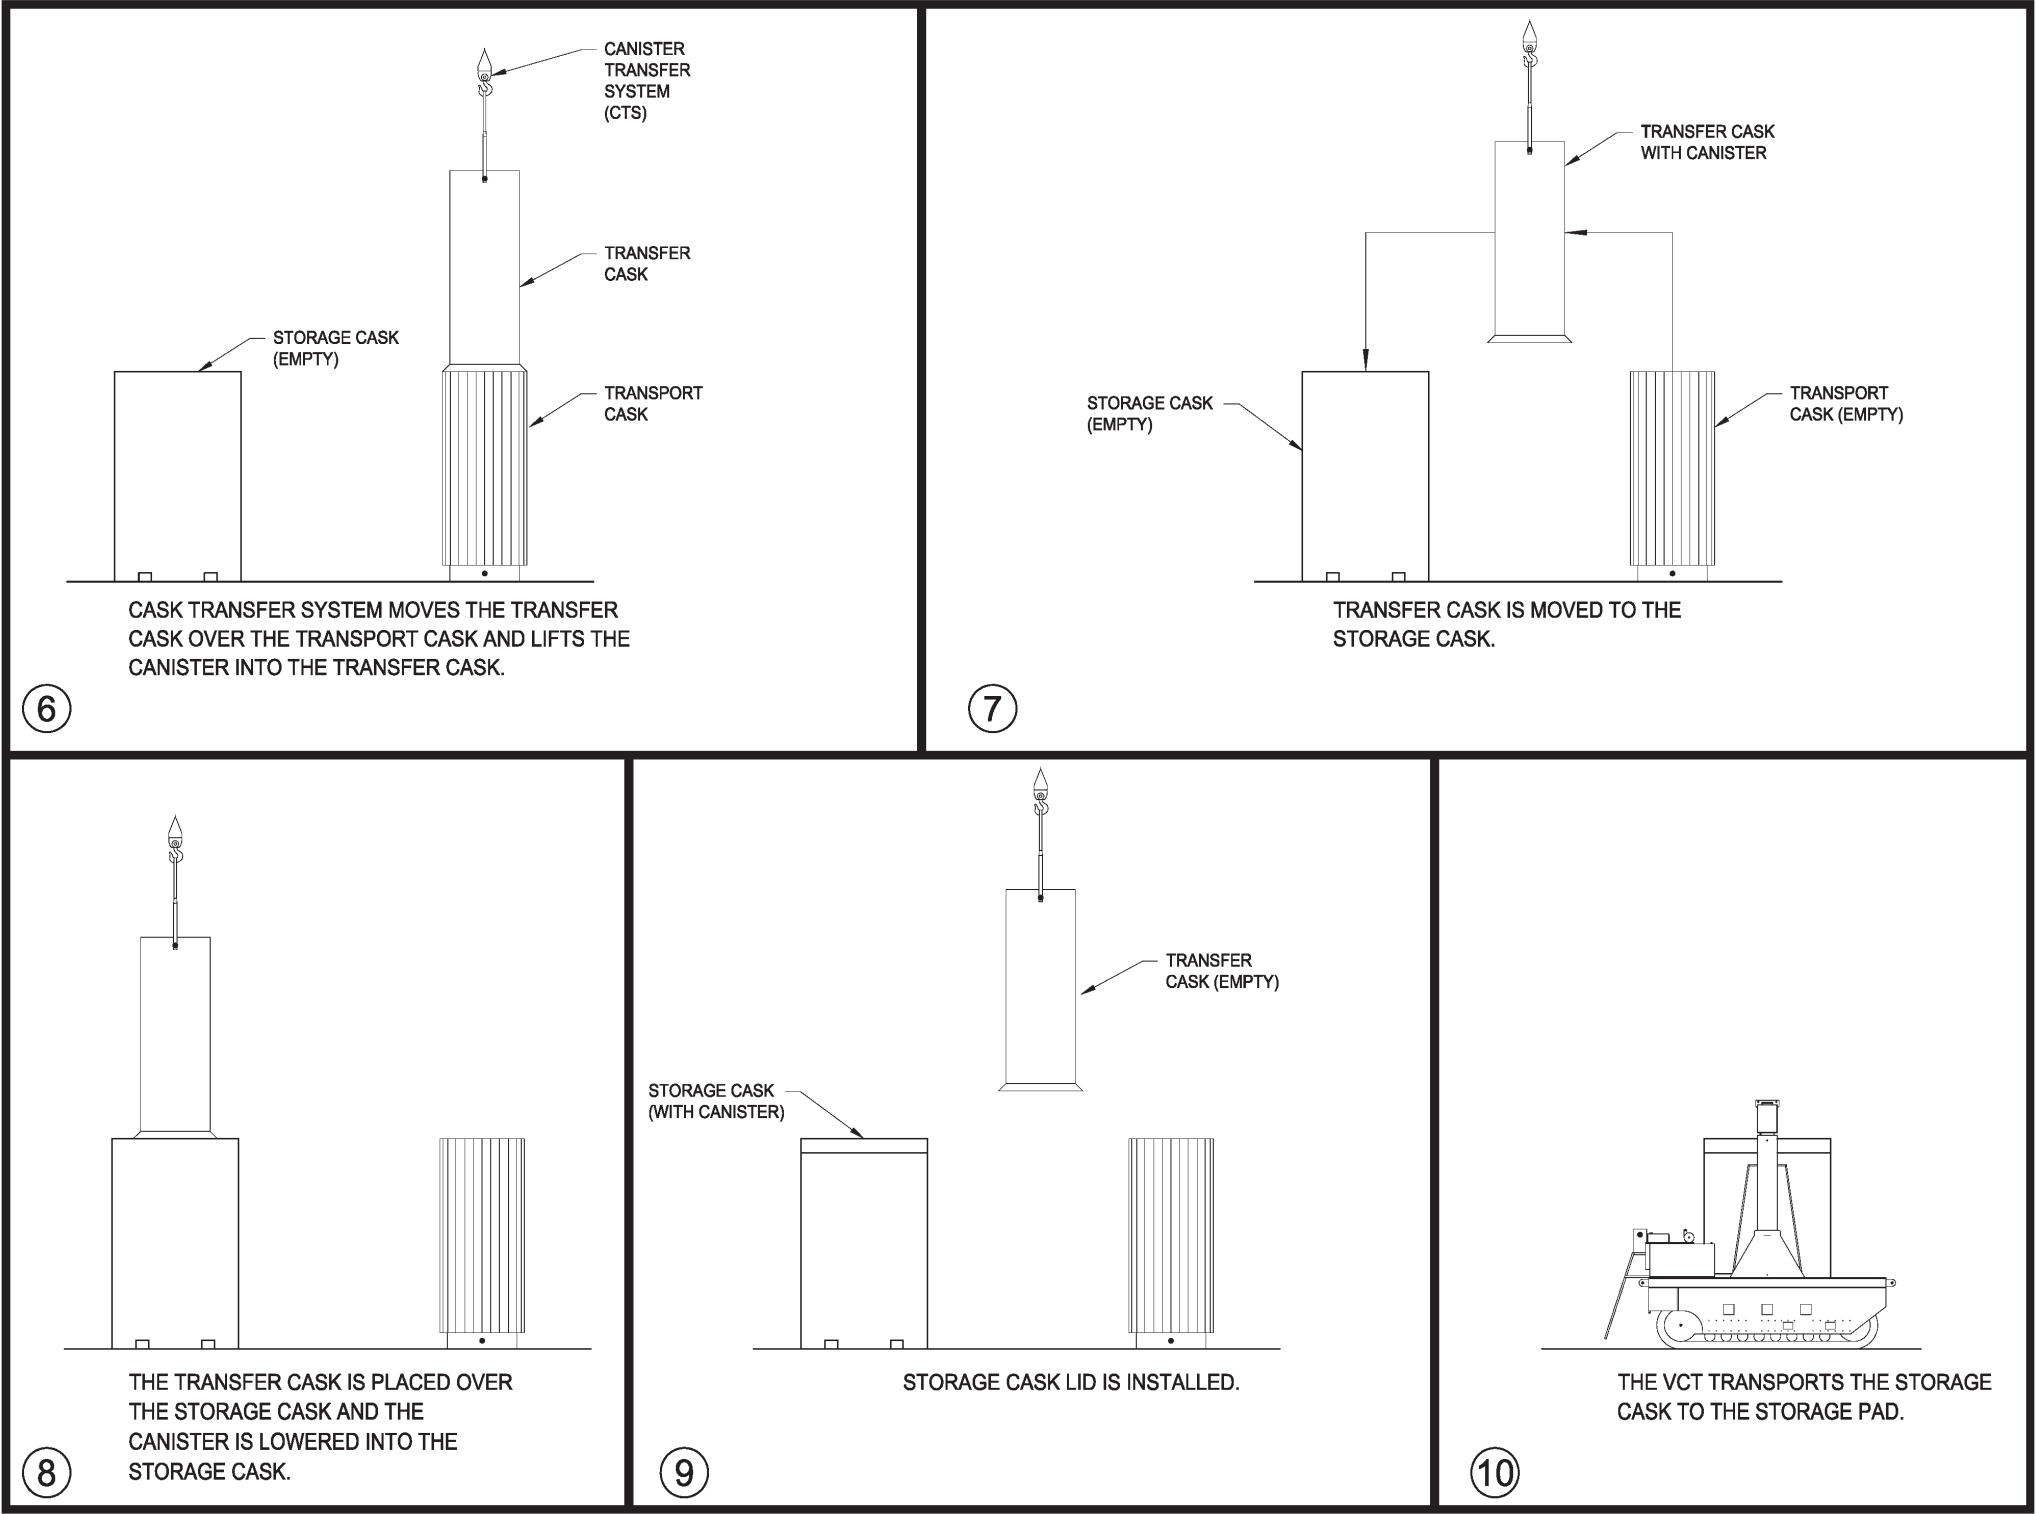 CANISTER
TRANSFER
SYSTEM
(CTS)
TRANSFER
CASK
STORAGE CASK
(EMPTY)
TRANSPORT
CASK
CASK TRANSFER SYSTEM MOVES THE TRANSFER
CASK OVER THE TRANSPORT CASK AND LIFTS THE
CANISTER INTO THE TRANSFER CASK.
6
TRANSFER CASK
WITH CANISTER
STORAGE CASK
(EMPTY)
TRANSPORT
CASK (EMPTY)
TRANSFER CASK IS MOVED TO THE
STORAGE CASK.
7
THE TRANSFER CASK IS PLACED OVER
THE STORAGE CASK AND THE
CANISTER IS LOWERED INTO THE
STORAGE CASK.
8
TRANSFER
CASK (EMPTY)
STORAGE CASK
(WITH CANISTER)
STORAGE CASK LID IS INSTALLED.
9
THE VCT TRANSPORTS THE STORAGE
CASK TO THE STORAGE PAD.
10